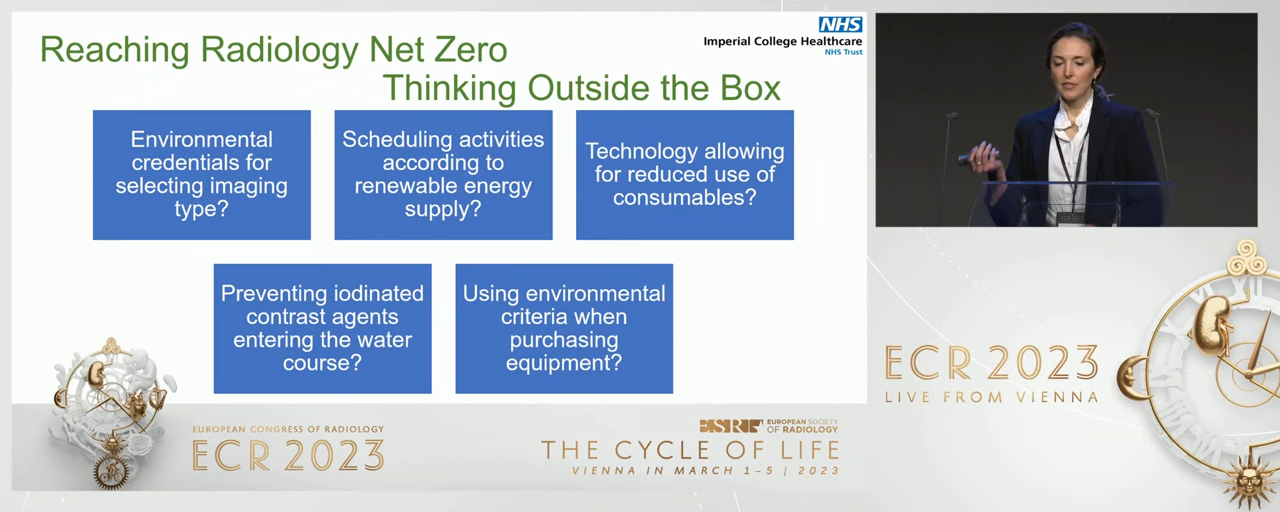 Reaching Radiology Net Zero
Thinking Outside the Box
NHS
Imperial College Healthcare
NHS Trust
Environmental
credentials for
selecting imaging
type?
Scheduling activities
according to
renewable energy
supply?
Technology allowing
for reduced use of
consumables?
Preventing iodinated
contrast agents
entering the water
course?
Using environmental
criteria when
purchasing
equipment?
EUROPEAN CONGRESS OF RADIOLOGY
ECR 2023
ESR
EUROPEAN SOCIETY
OF RADIOLOGY
THE CYCLE OF LIFE
VIENNA IN MARCH 1–5 | 2023
ECR 2023
LIVE FROM VIENNA